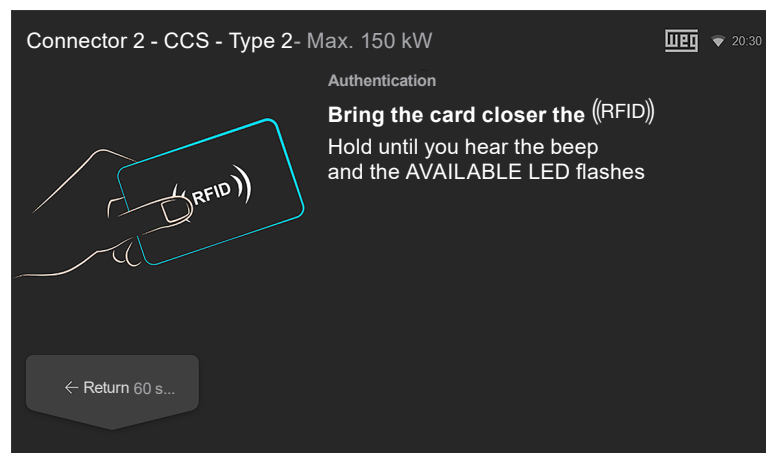 Connector 2 - CCS - Type 2- Max. 150 kW
WEG
20:30
Authentication
Bring the card closer the ((RFID))
Hold until you hear the beep
and the AVAILABLE LED flashes
((RFID))
← Return 60 s...